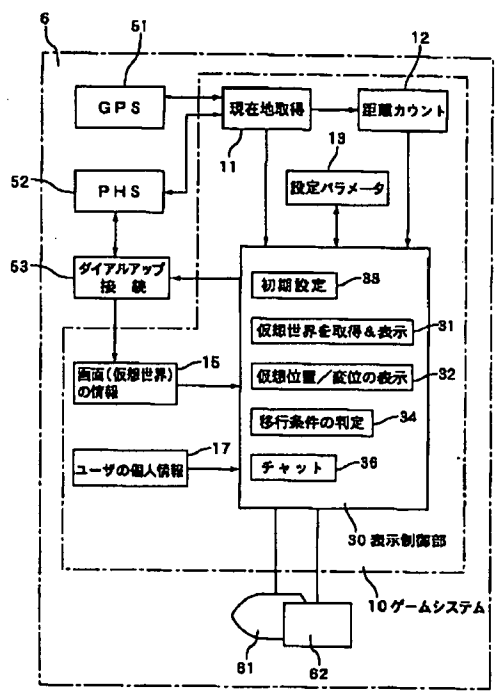 51
6
12
GPS
現在地取得
距離カウント
11
13
52
PHS
設定パラメータ
53
ダイアルアップ
接続
初期設定
33
仮想世界を取得&表示
31
画面(仮想世界)
の情報
15
仮想位置/変位の表示
32
移行条件の判定
34
ユーザの個人情報
17
チャット
36
30 表示制御部
10 ゲームシステム
61
62